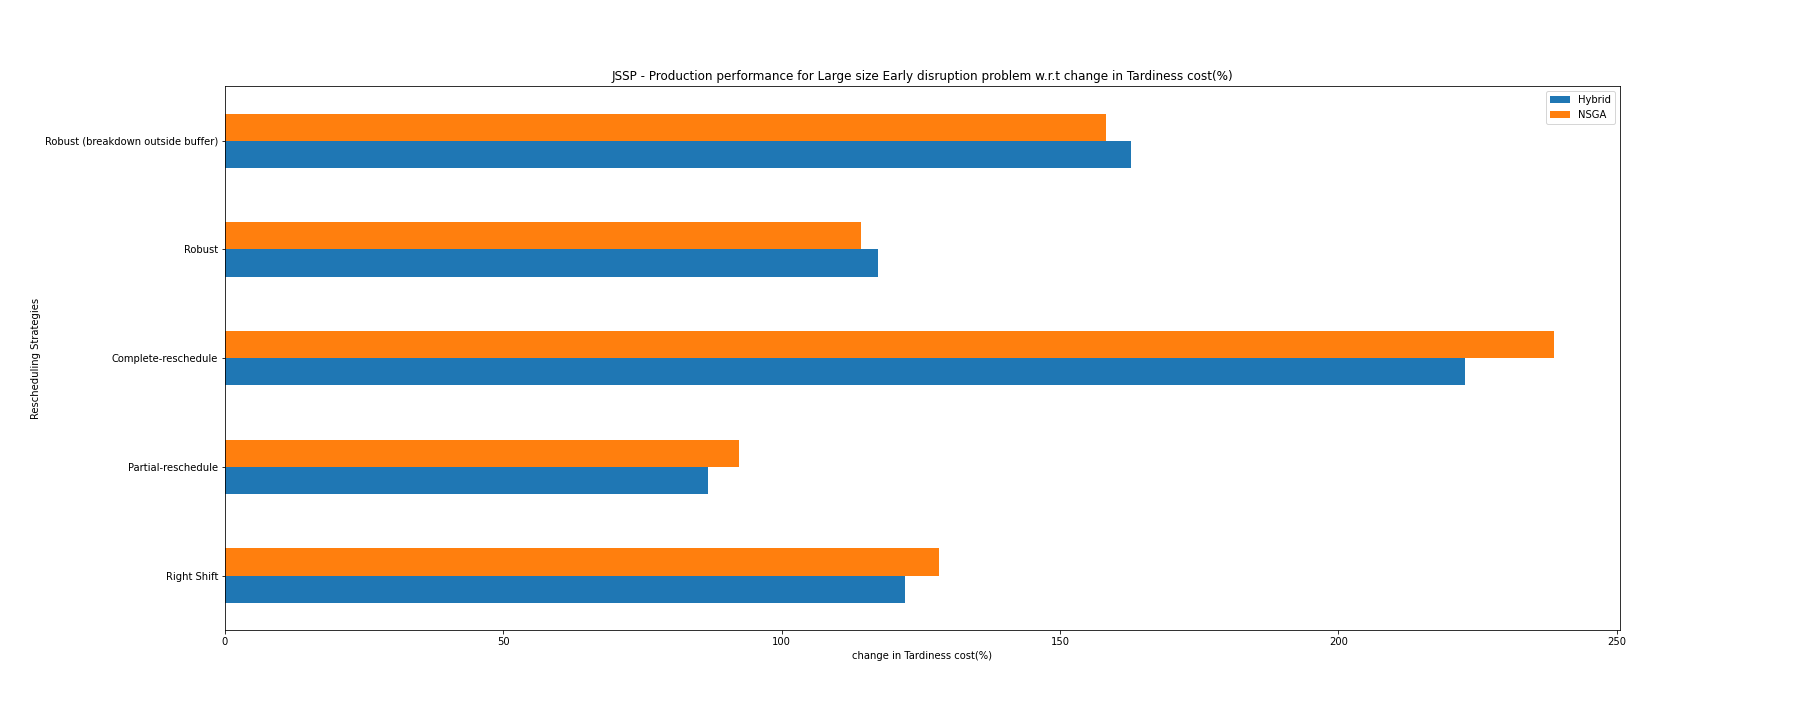 JSSP - Production performance for Large size Early disruption problem w.r.t change in Tardiness cost(%)
Hybrid
NSGA
Robust (breakdown outside buffer)
Robust
Complete-reschedule
Partial-reschedule
Right Shift
Rescheduling Strategies
0 50 100 150 200 250
change in Tardiness cost(%)